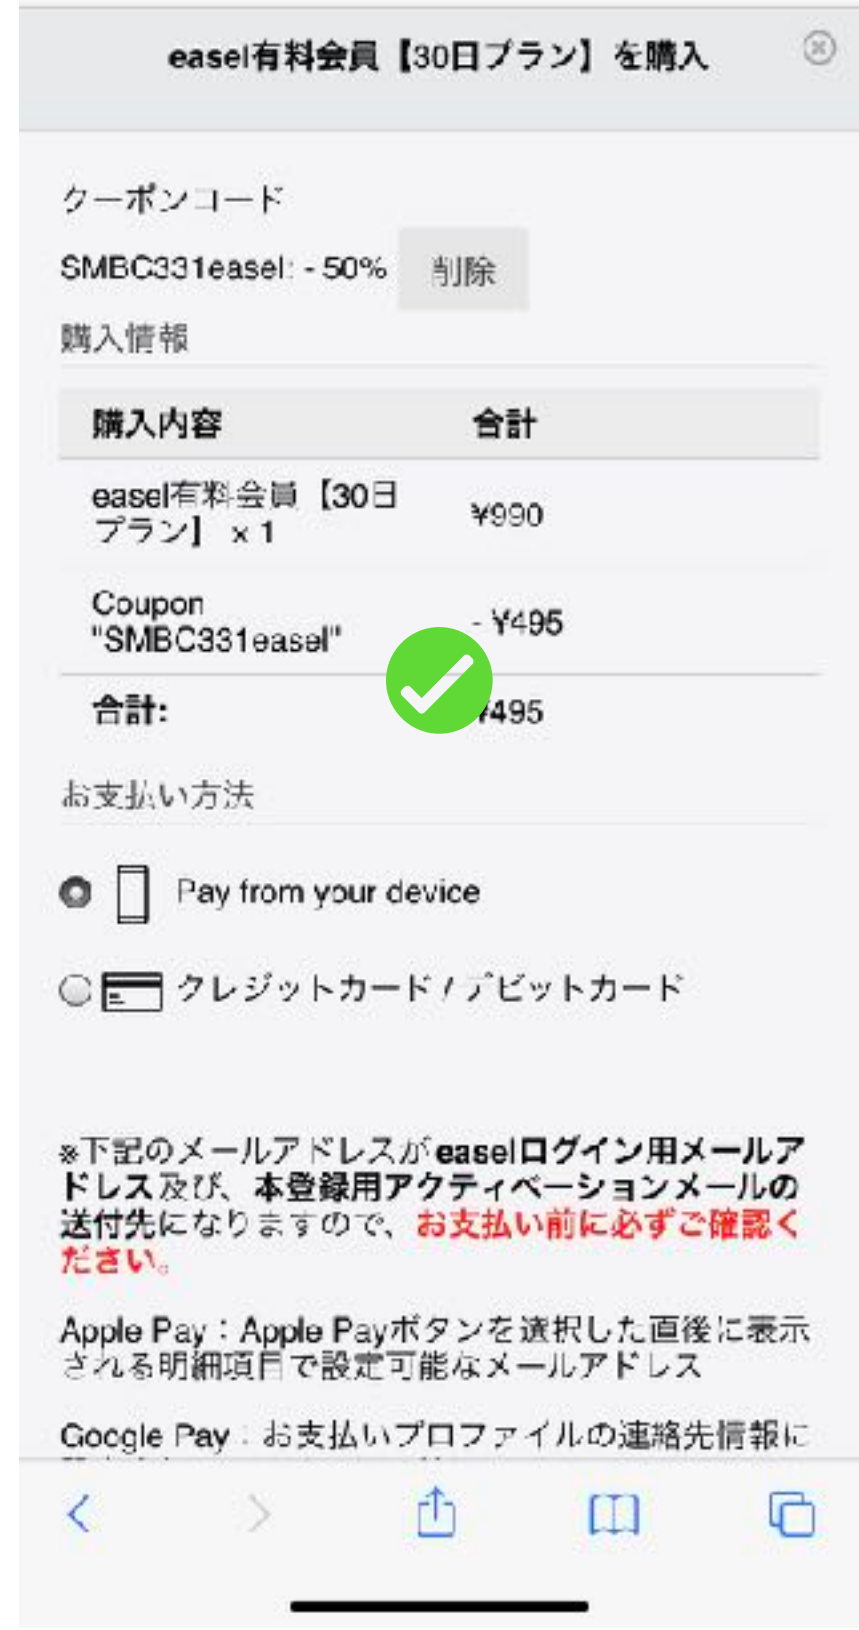 easel有料会員【30日プラン】を購入
クーポンコード
SMBC331easel: - 50% 削除
購入情報
購入内容 合計
easel有料会員【30日
プラン】 x 1
¥990
Coupon
"SMBC331easel"
- ¥495
合計: ¥495
お支払い方法
Pay from your device
クレジットカード / デビットカード
※下記のメールアドレスがeaselログイン用メールア
ドレス及び、本登録用アクティベーションメールの
送付先になりますので、お支払い前に必ずご確認く
ださい。
Apple Pay：Apple Payボタンを選択した直後に表示
される明細項目で設定可能なメールアドレス
Google Pay：お支払いプロファイルの連絡先情報に